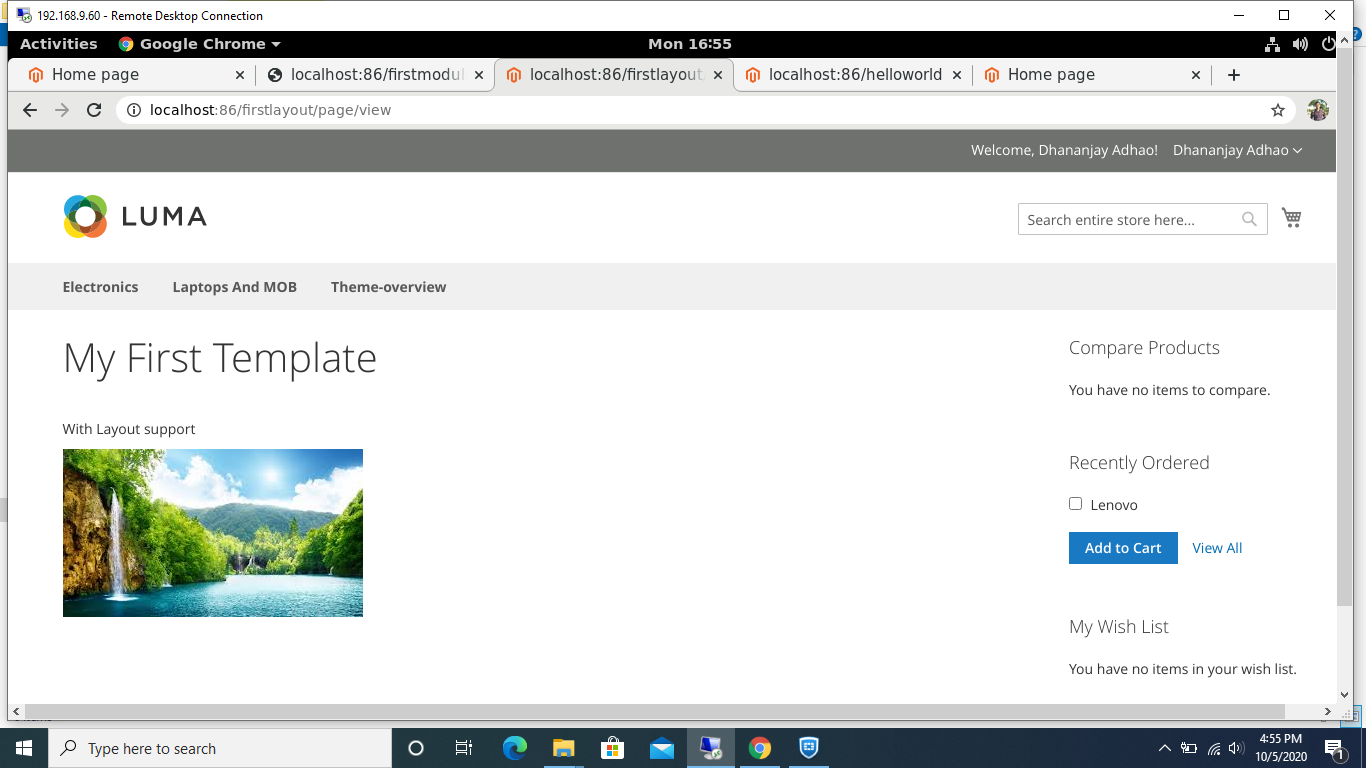 192.168.9.60 - Remote Desktop Connection
Activities Google Chrome Mon 16:55
Home page localhost:86/firstmodul localhost:86/firstlayout/ localhost:86/helloworld Home page
localhost:86/firstlayout/page/view
Welcome, Dhananjay Adhao! Dhananjay Adhao
LUMA
Search entire store here...
Electronics Laptops And MOB Theme-overview
My First Template
With Layout support
Compare Products
You have no items to compare.
Recently Ordered
Lenovo
Add to Cart View All
My Wish List
You have no items in your wish list.
Type here to search
4:55 PM
10/5/2020
1